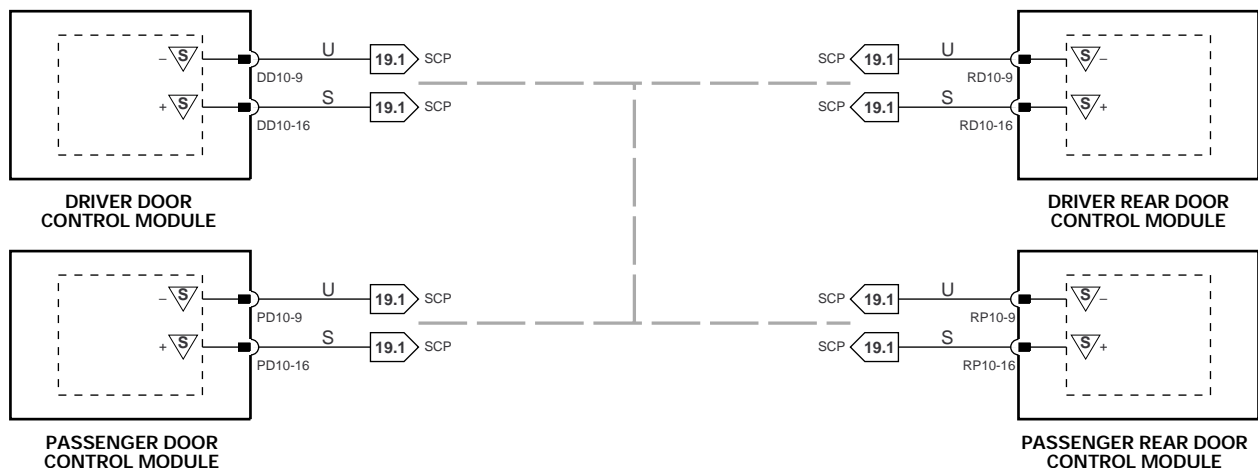 – S U 19.1 SCP
DD10-9
+ S S 19.1 SCP
DD10-16
DRIVER DOOR
CONTROL MODULE
SCP 19.1 U S –
RD10-9
SCP 19.1 S S +
RD10-16
DRIVER REAR DOOR
CONTROL MODULE
– S U 19.1 SCP
PD10-9
+ S S 19.1 SCP
PD10-16
PASSENGER DOOR
CONTROL MODULE
SCP 19.1 U S –
RP10-9
SCP 19.1 S S +
RP10-16
PASSENGER REAR DOOR
CONTROL MODULE